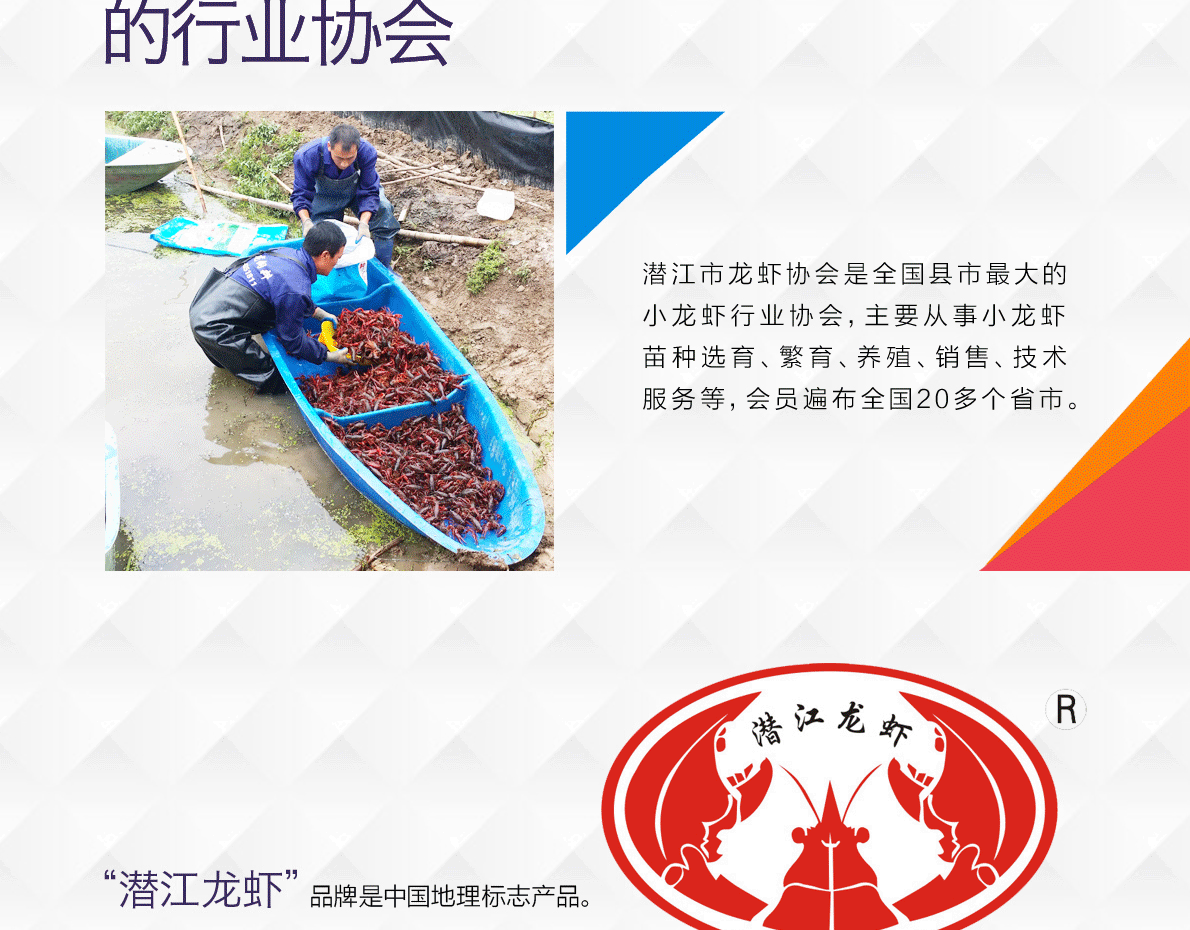 的行业协会
潜江市龙虾协会是全国县市最大的
小龙虾行业协会，主要从事小龙虾
苗种选育、繁育、养殖、销售、技术
服务等，会员遍布全国20多个省市。
潜江龙虾
R
“潜江龙虾”品牌是中国地理标志产品。